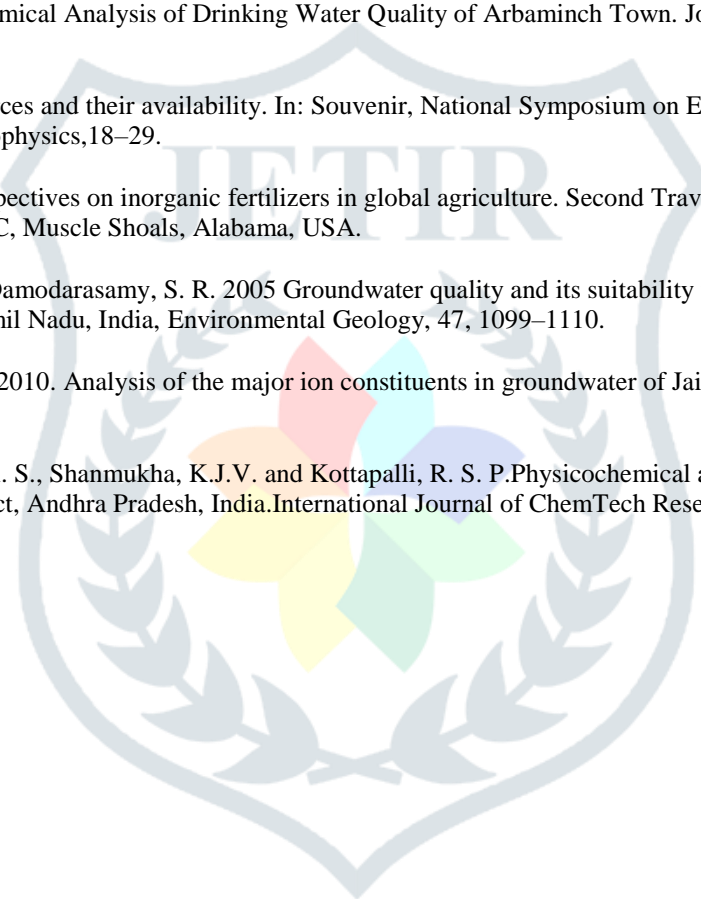 mical Analysis of Drinking Water Quality of Arbaminch Town. Jo
ces and their availability. In: Souvenir, National Symposium on E
ophysics,18–29.
JETIR
pectives on inorganic fertilizers in global agriculture. Second Trav
C, Muscle Shoals, Alabama, USA.
Damodarasamy, S. R. 2005 Groundwater quality and its suitability
nil Nadu, India, Environmental Geology, 47, 1099–1110.
2010. Analysis of the major ion constituents in groundwater of Jai
. S., Shanmukha, K.J.V. and Kottapalli, R. S. P.Physicochemical a
ct, Andhra Pradesh, India.International Journal of ChemTech Rese